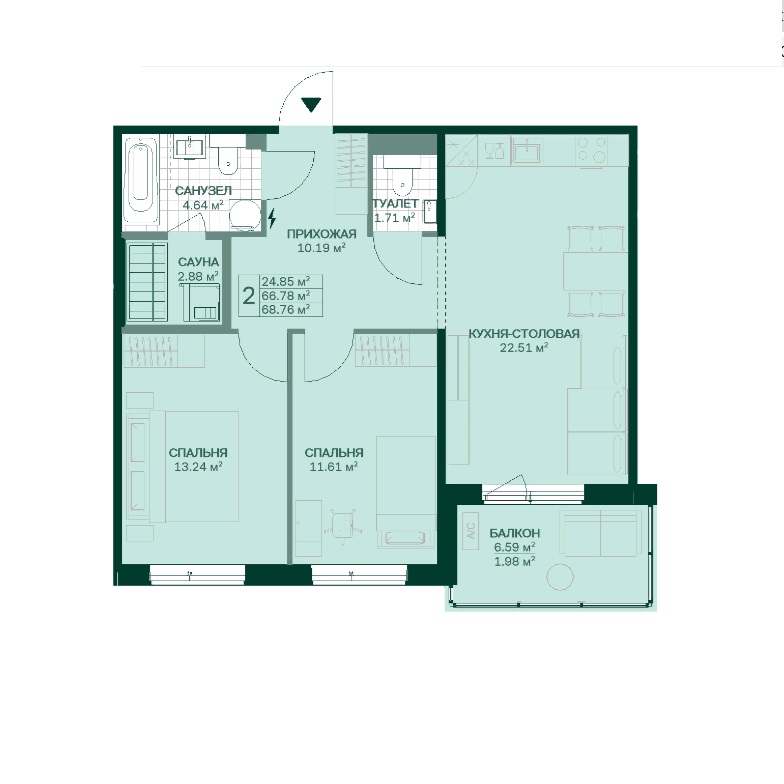 САНУЗЕЛ
4.64 м²
ТУАЛЕТ
1.71 м²
ПРИХОЖАЯ
10.19 м²
САУНА
2.88 м²
2
24.85 м²
66.78 м²
68.76 м²
КУХНЯ-СТОЛОВАЯ
22.51 м²
СПАЛЬНЯ
13.24 м²
СПАЛЬНЯ
11.61 м²
A/C
БАЛКОН
6.59 м²
1.98 м²